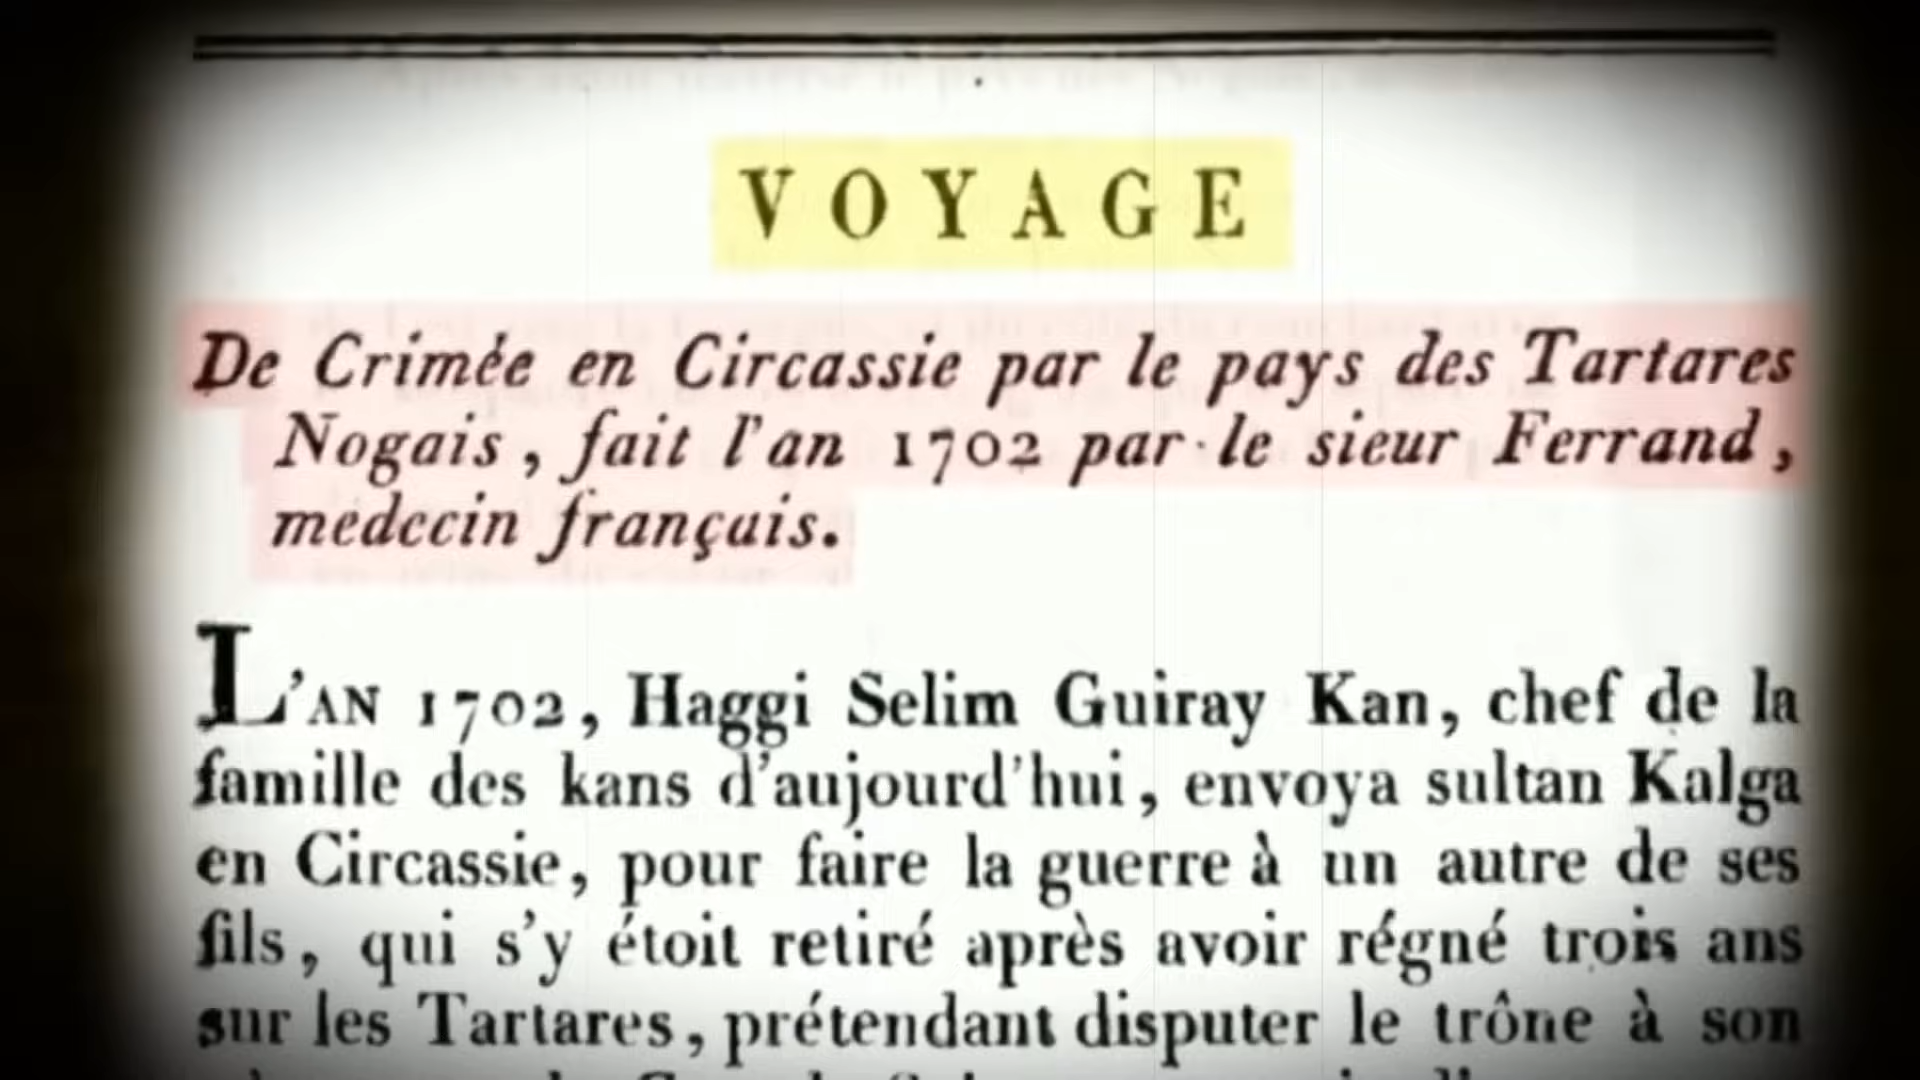 VOYAGE
De Crimée en Circassie par le pays des Tartares
Nogais, fait l'an 1702 par le sieur Ferrand,
médecin français.
L'AN 1702, Haggi Selim Guiray Kan, chef de la
famille des kans d'aujourd'hui, envoya sultan Kalga
en Circassie, pour faire la guerre à un autre de ses
fils, qui s'y étoit retiré après avoir régné trois ans
sur les Tartares, prétendant disputer le trône à son